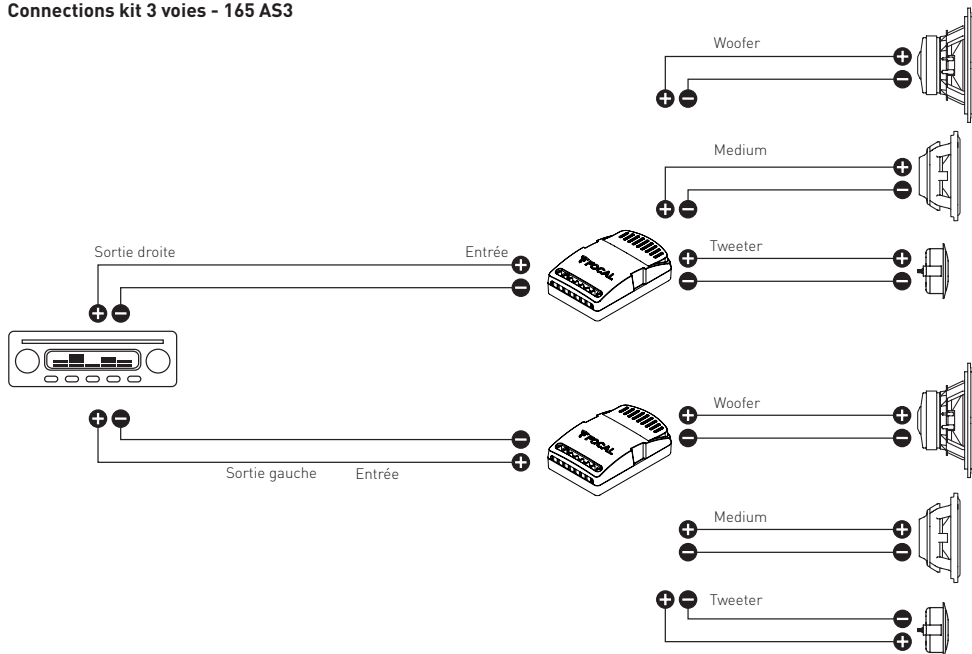 Connections kit 3 voies - 165 AS3
Woofer
Medium
Sortie droite
Entrée
Tweeter
FOCAL
Woofer
FOCAL
Sortie gauche
Entrée
Medium
Tweeter